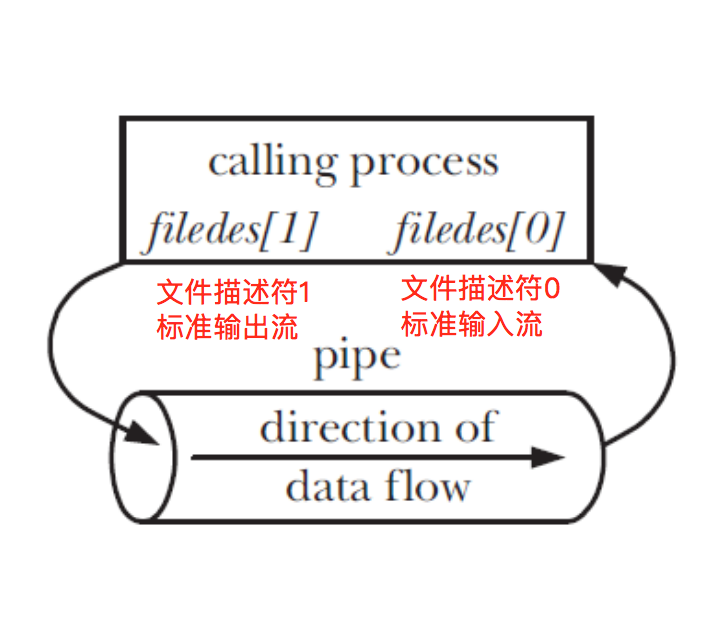 calling process
filedes[1] filedes[0]
文件描述符1 文件描述符0
标准输出流 标准输入流
pipe
direction of
data flow